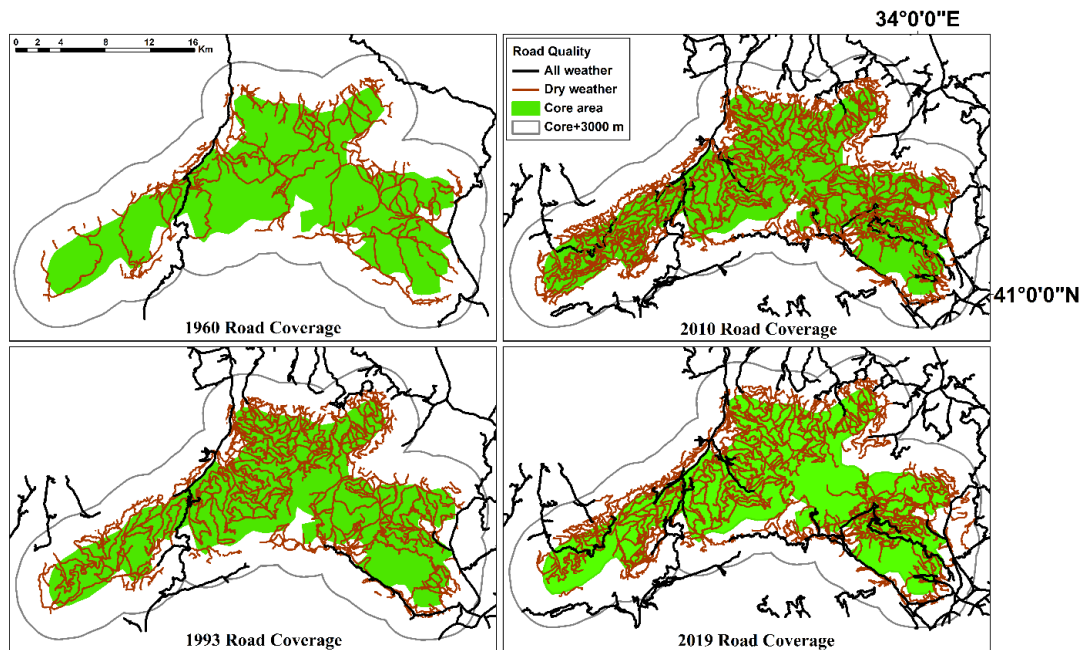 34°0'0"E
0 2 4 8 12 16
Km
Road Quality
All weather
Dry weather
Core area
Core+3000 m
1960 Road Coverage
2010 Road Coverage
41°0'0"N
1993 Road Coverage
2019 Road Coverage